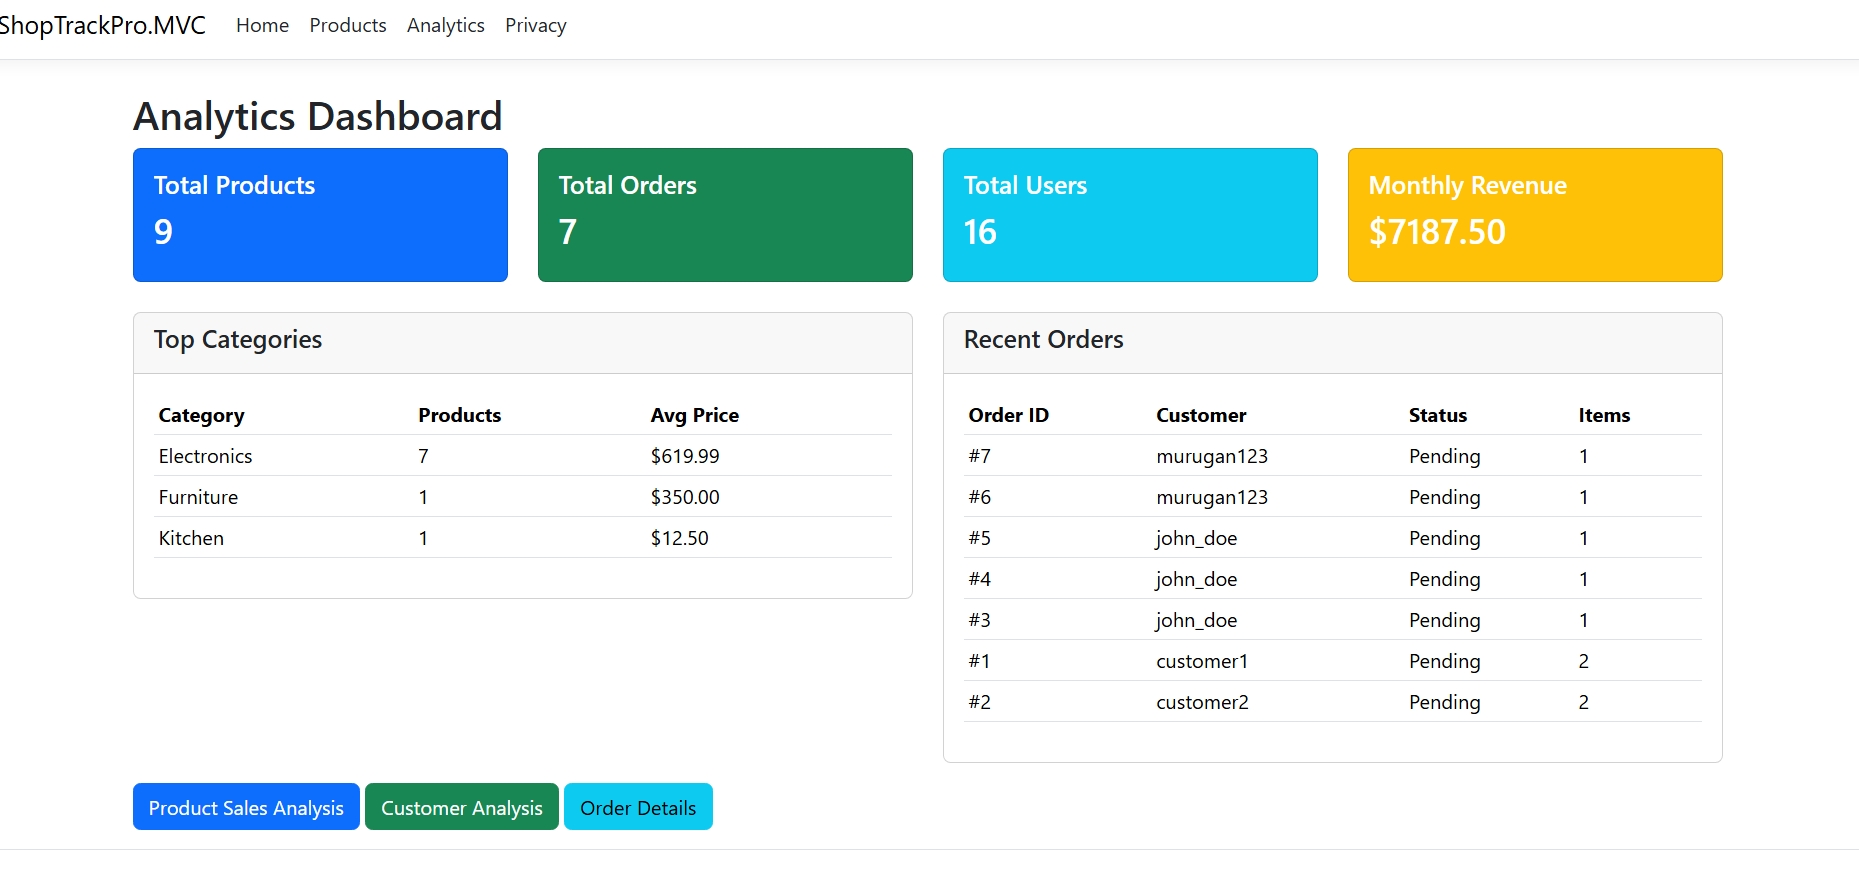 ShopTrackPro.MVC Home Products Analytics Privacy
Analytics Dashboard
Total Products
9
Total Orders
7
Total Users
16
Monthly Revenue
$7187.50
Top Categories
Category Products Avg Price
Electronics 7 $619.99
Furniture 1 $350.00
Kitchen 1 $12.50
Recent Orders
Order ID Customer Status Items
#7 murugan123 Pending 1
#6 murugan123 Pending 1
#5 john_doe Pending 1
#4 john_doe Pending 1
#3 john_doe Pending 1
#1 customer1 Pending 2
#2 customer2 Pending 2
Product Sales Analysis Customer Analysis Order Details